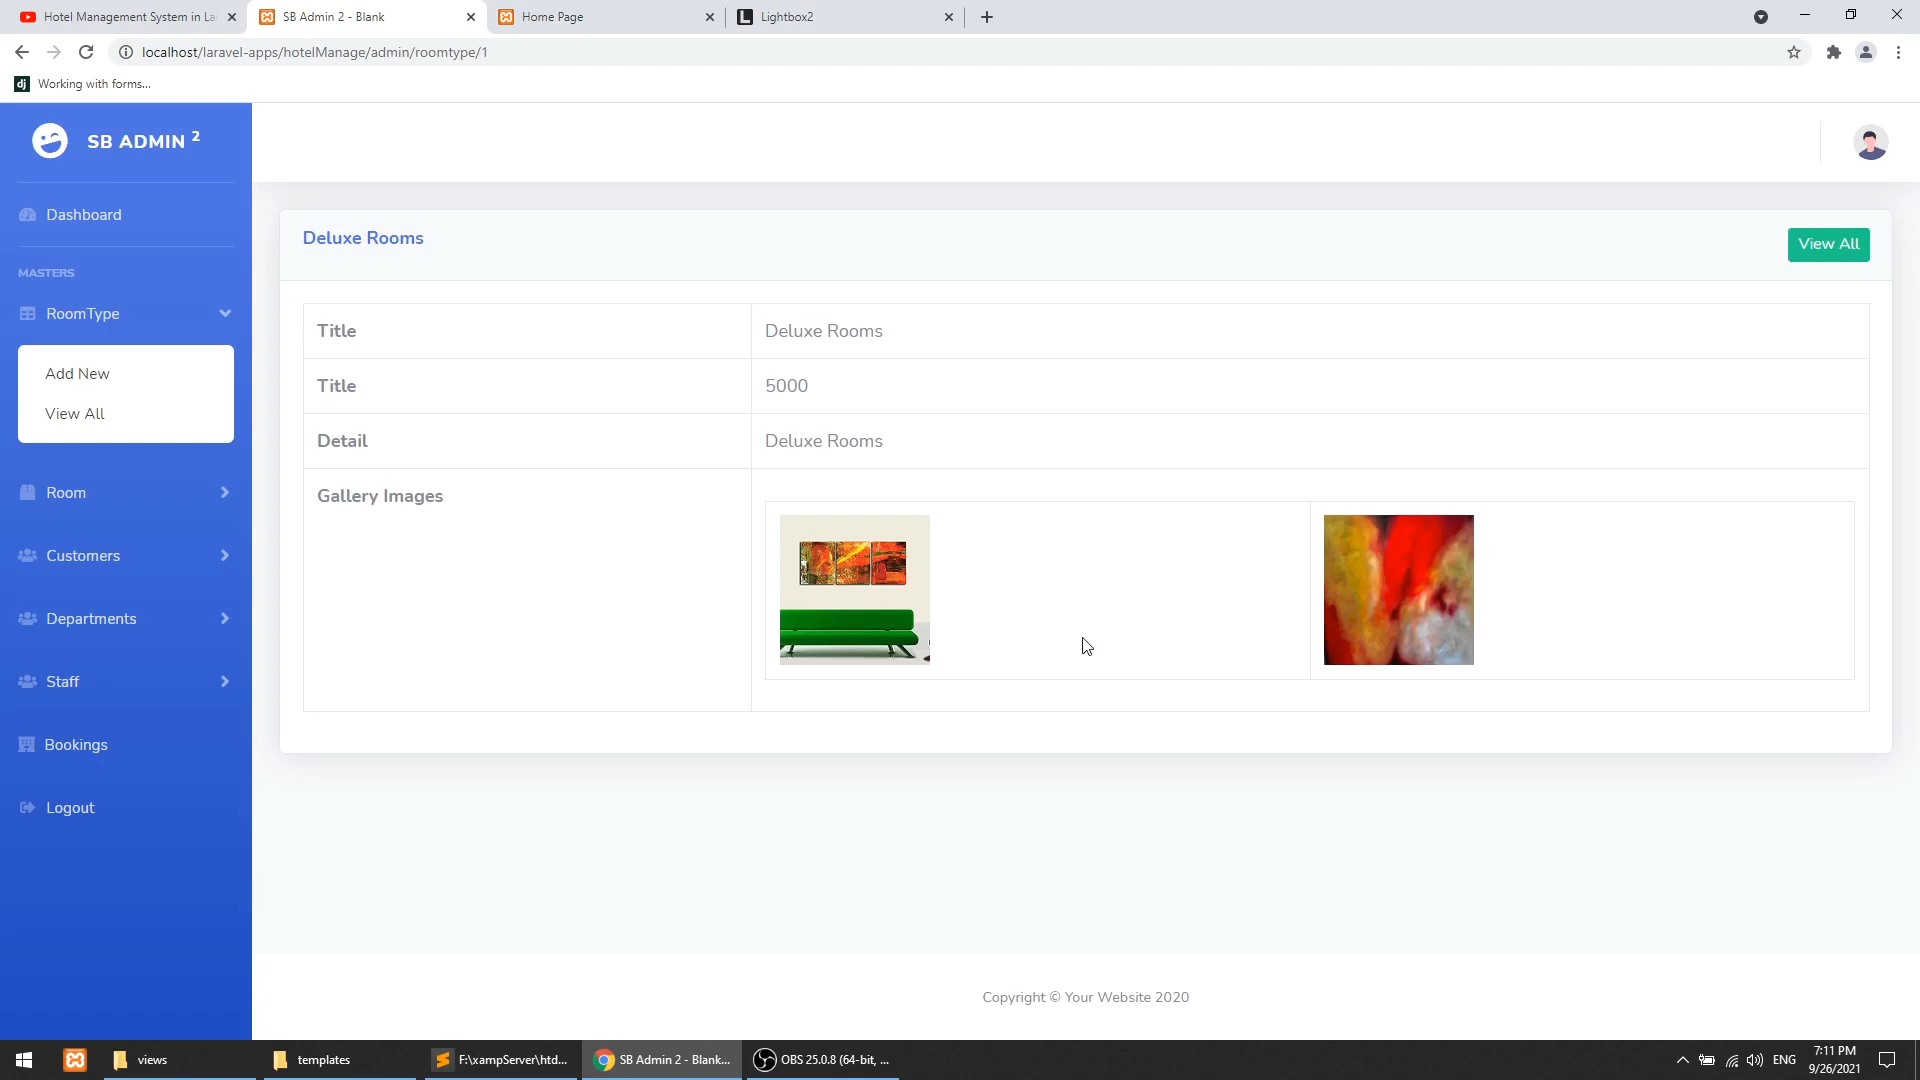 Hotel Management System in La
SB Admin 2 - Blank
Home Page
Lightbox2
localhost/laravel-apps/hotelManage/admin/roomtype/1
dj Working with forms...
SB ADMIN 2
Dashboard
MASTERS
RoomType
Add New
View All
Room
Customers
Departments
Staff
Bookings
Logout
Deluxe Rooms
View All
Title Deluxe Rooms
Title 5000
Detail Deluxe Rooms
Gallery Images
Copyright © Your Website 2020
views
templates
F:\xampServer\htd...
SB Admin 2 - Blank...
OBS 25.0.8 (64-bit, ...
ENG
7:11 PM
9/26/2021